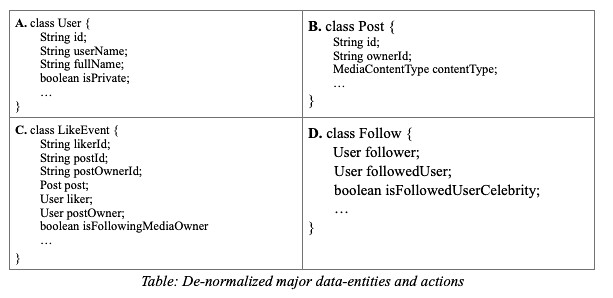 A. class User {
String id;
String userName;
String fullName;
boolean isPrivate;
...
}
B. class Post {
String id;
String ownerId;
MediaContentType contentType;
...
}
C. class LikeEvent {
String likerId;
String postId;
String postOwnerId;
Post post;
User liker;
User postOwner;
boolean isFollowingMediaOwner
...
}
D. class Follow {
User follower;
User followedUser;
boolean isFollowedUserCelebrity;
...
}
Table: De-normalized major data-entities and actions